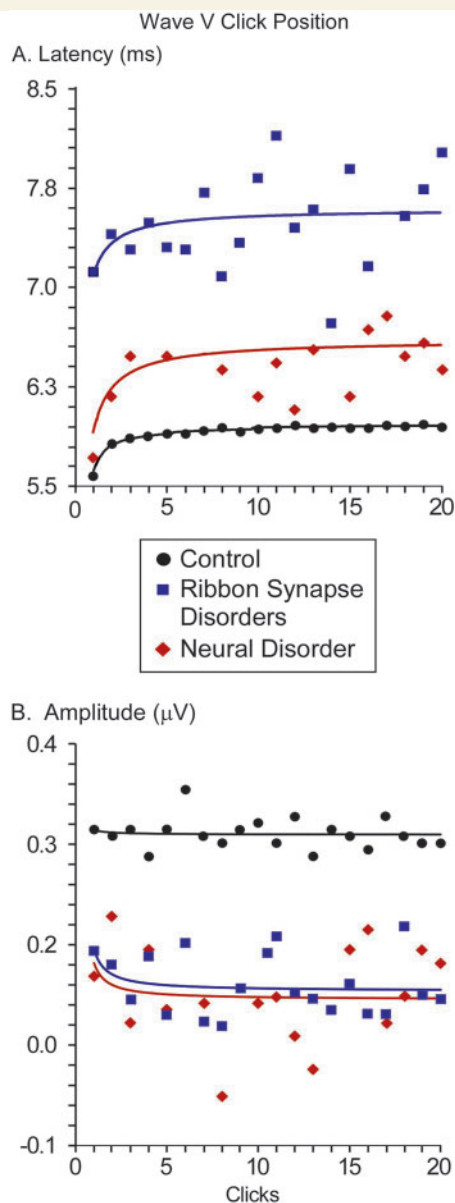 Wave V Click Position
A. Latency (ms)
8.5
7.8
7.0
6.3
5.5
0 5 10 15 20
Control
Ribbon Synapse
Disorders
Neural Disorder
B. Amplitude (μV)
0.4
0.3
0.2
0.0
-0.1
0 5 10 15 20
Clicks